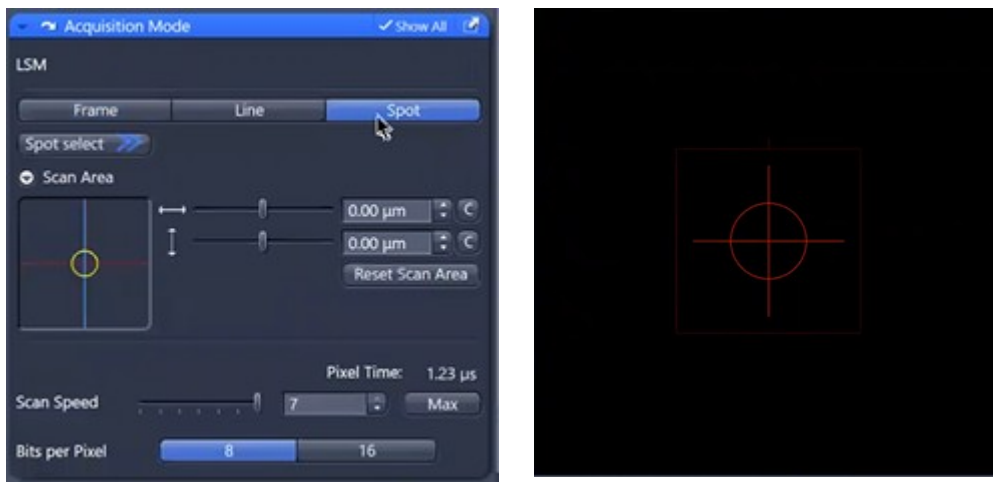 Acquisition Mode Show All
LSM
Frame Line Spot
Spot select
Scan Area
0.00 µm C
0.00 µm C
Reset Scan Area
Pixel Time: 1.23 µs
Scan Speed 7 Max
Bits per Pixel 8 16